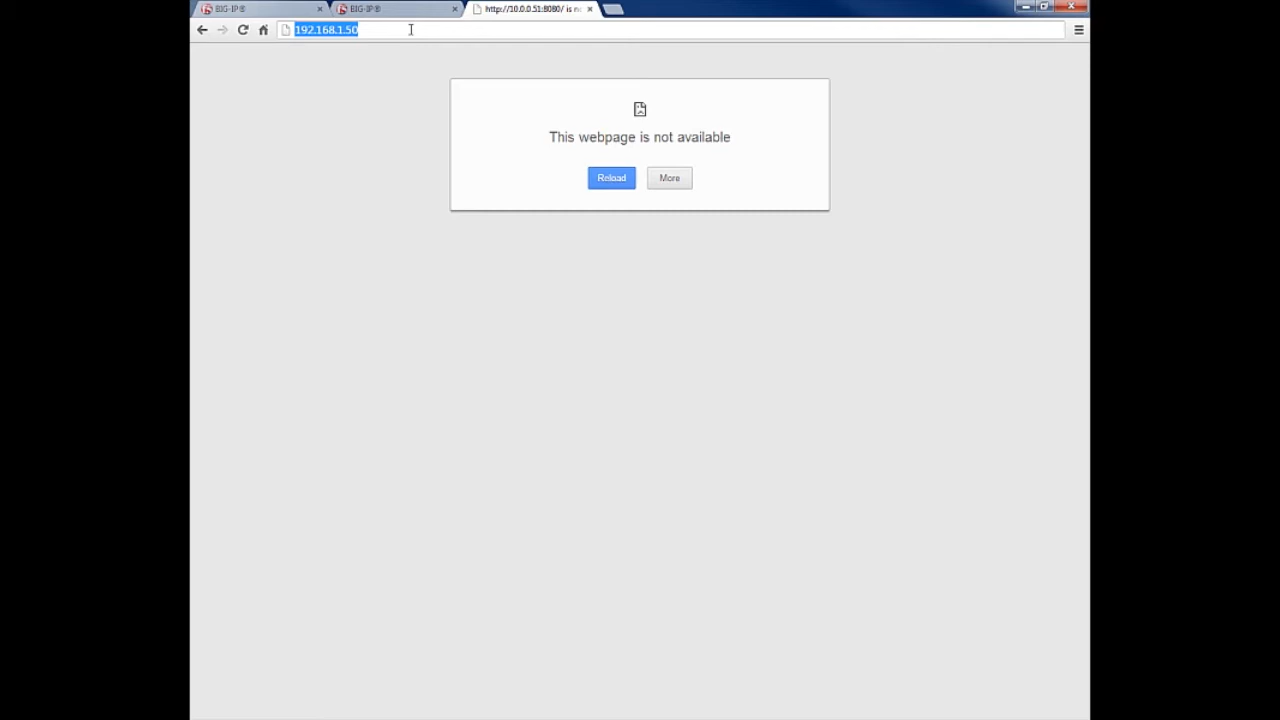 BIG-IP®
BIG-IP®
http://10.0.0.51:8080/ is no
192.168.1.50
This webpage is not available
Reload
More